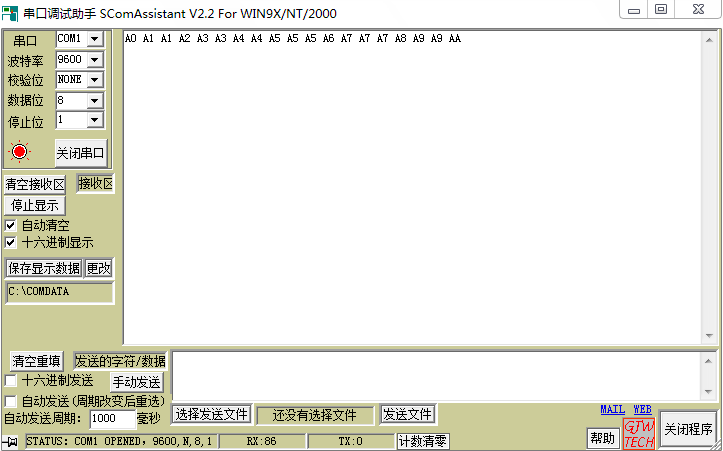 串口调试助手 SComAssistant V2.2 For WIN9X/NT/2000
串口 COM1
波特率 9600
校验位 NONE
数据位 8
停止位 1
关闭串口
A0 A1 A1 A2 A3 A3 A4 A4 A5 A5 A5 A6 A7 A7 A7 A8 A9 A9 AA
清空接收区 接收区
停止显示
自动清空
十六进制显示
保存显示数据 更改
C:\COMDATA
清空重填 发送的字符/数据
十六进制发送 手动发送
自动发送(周期改变后重选)
自动发送周期: 1000 毫秒
选择发送文件 还没有选择文件 发送文件
MAIL WEB
帮助 GJW TECH 关闭程序
STATUS: COM1 OPENED, 9600,N,8,1 RX:86 TX:0 计数清零